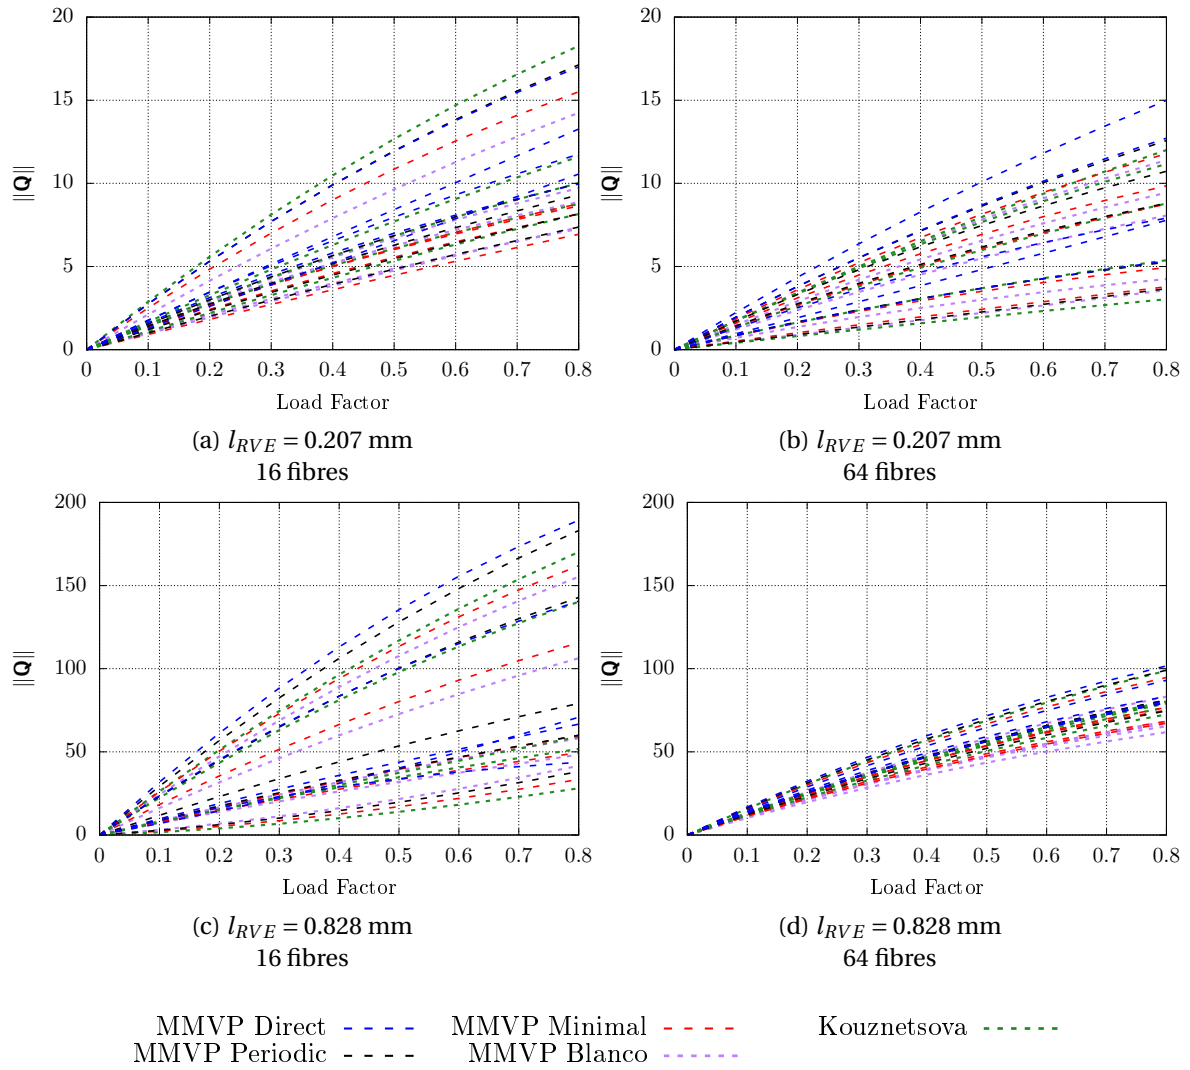 20
15
10
5
0
0 0.1 0.2 0.3 0.4 0.5 0.6 0.7 0.8
‖Q‖
Load Factor
(a) l_RVE = 0.207 mm
16 fibres
20
15
10
5
0
0 0.1 0.2 0.3 0.4 0.5 0.6 0.7 0.8
‖Q‖
Load Factor
(b) l_RVE = 0.207 mm
64 fibres
200
150
100
50
0
0 0.1 0.2 0.3 0.4 0.5 0.6 0.7 0.8
‖Q‖
Load Factor
(c) l_RVE = 0.828 mm
16 fibres
200
150
100
50
0
0 0.1 0.2 0.3 0.4 0.5 0.6 0.7 0.8
‖Q‖
Load Factor
(d) l_RVE = 0.828 mm
64 fibres
MMVP Direct MMVP Minimal Kouznetsova
MMVP Periodic MMVP Blanco